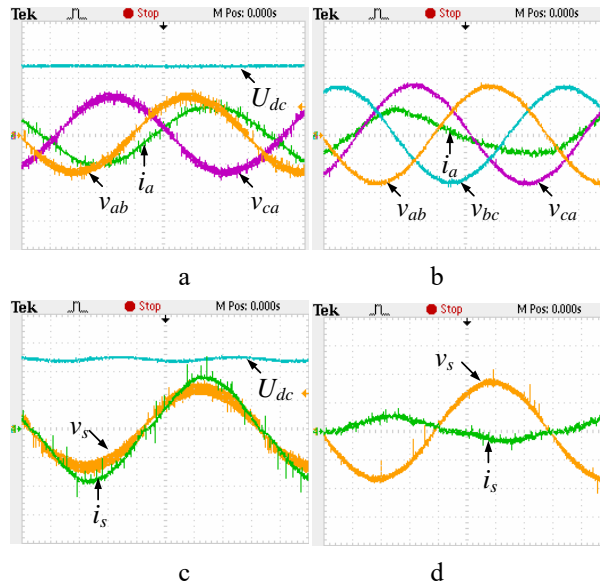 Tek Stop M Pos: 0.000s
U_dc
i_a
v_ab
v_ca
a
Tek Stop M Pos: 0.000s
i_a
v_ab
v_bc
v_ca
b
Tek Stop M Pos: 0.000s
v_s
U_dc
i_s
c
Tek Stop M Pos: 0.000s
v_s
i_s
d